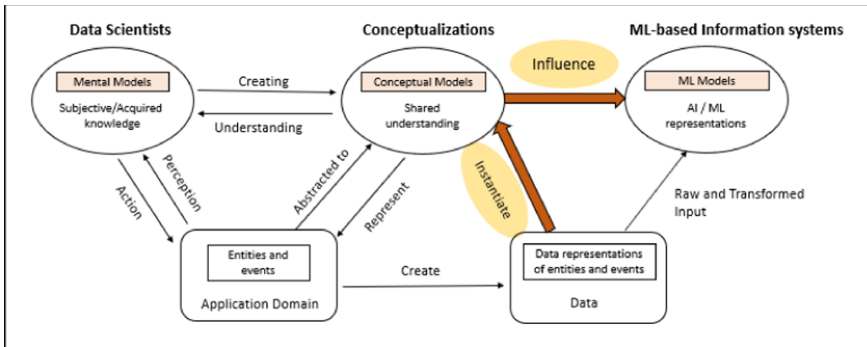 Data Scientists
Conceptualizations
ML-based Information systems
Mental Models
Subjective/Acquired
knowledge
Creating
Understanding
Conceptual Models
Shared
understanding
Influence
ML Models
AI / ML
representations
Action
Perception
Abstracted to
Represent
Instantiate
Raw and Transformed
Input
Entities and
events
Application Domain
Create
Data representations
of entities and events
Data